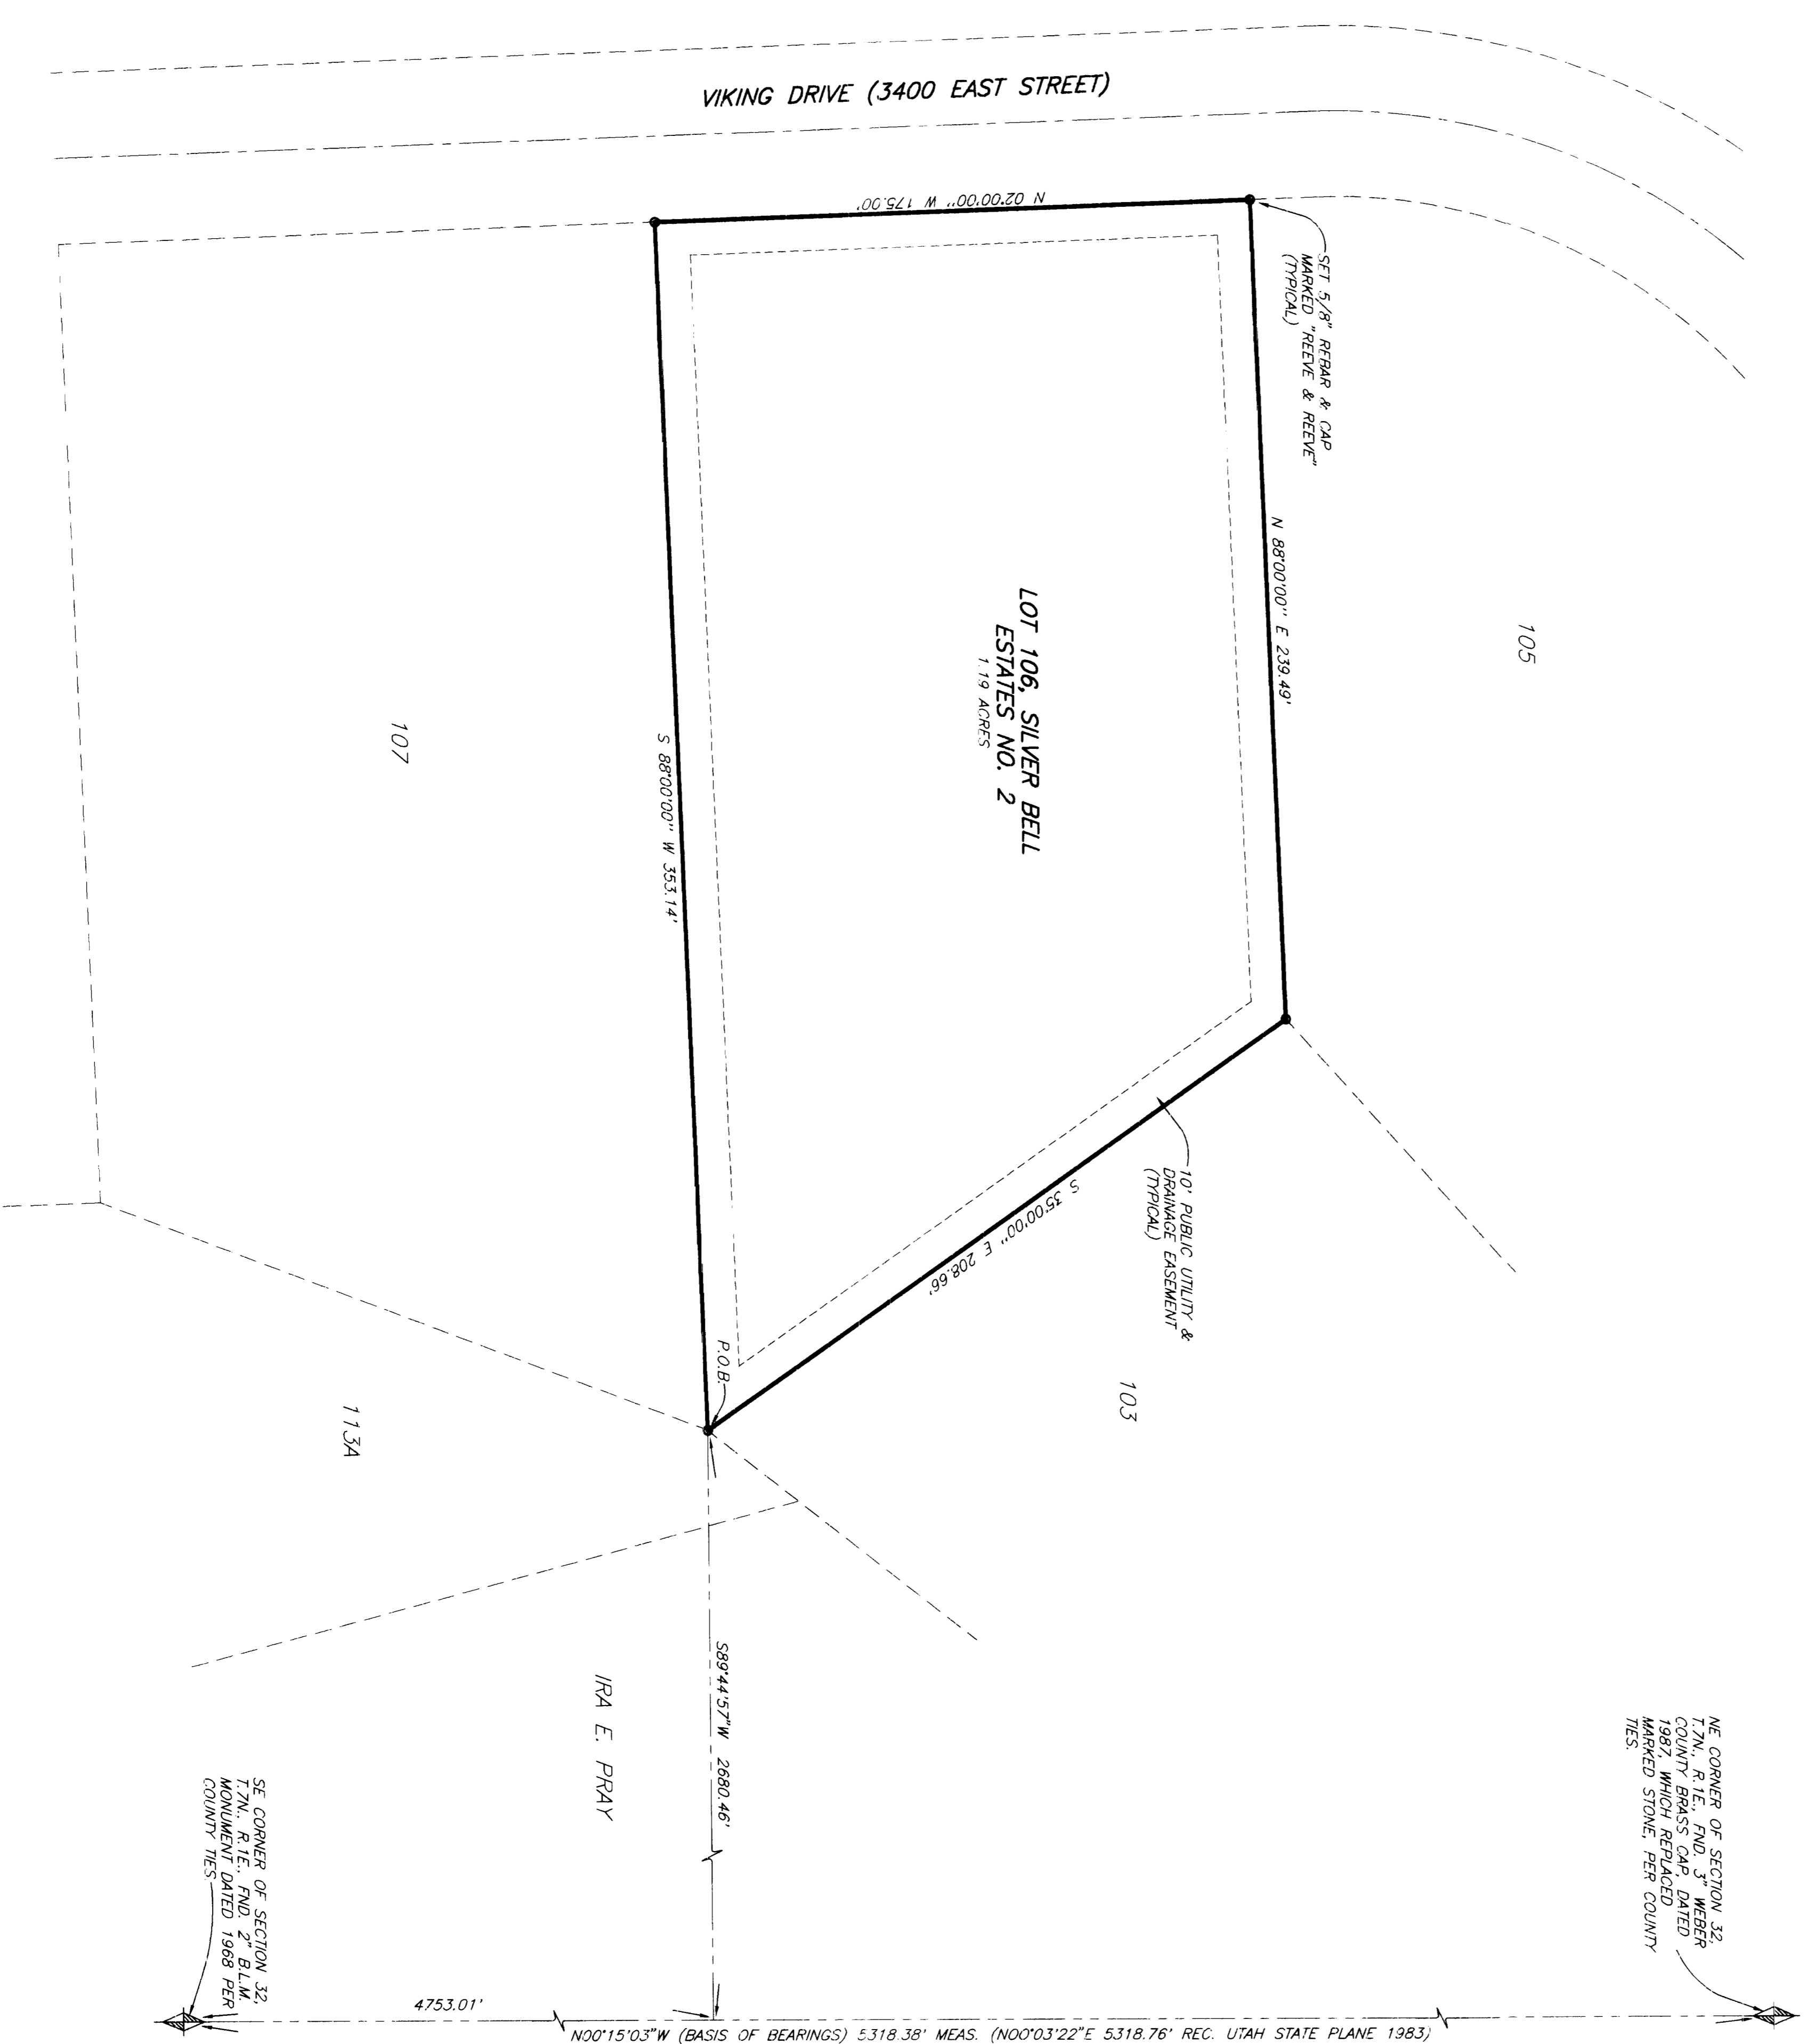 VIKING DRIVE (3400 EAST STREET)
N 02°00'00" W 175.00'
SET 5/8" REBAR & CAP
MARKED "REEVE & REEVE"
(TYPICAL)
N 88°00'00" E 239.49'
105
LOT 106, SILVER BELL
ESTATES NO. 2
1.19 ACRES
107
S 88°00'00" W 353.14'
10' PUBLIC UTILITY &
DRAINAGE EASEMENT
(TYPICAL)
S 35°00'00" E 208.66'
P.O.B.
103
113A
S89°44'57"W 2680.46'
IRA E. PRAY
NE CORNER OF SECTION 32,
T.7N., R.1E., FND. 3" WEBER
COUNTY BRASS CAP, DATED
1987, WHICH REPLACED
MARKED STONE, PER COUNTY
TIES.
SE CORNER OF SECTION 32,
T.7N., R.1E., FND. 2" B.L.M.
MONUMENT DATED 1968 PER
COUNTY TIES
4753.01'
N00°15'03"W (BASIS OF BEARINGS) 5318.38' MEAS. (N00°03'22"E 5318.76' REC. UTAH STATE PLANE 1983)